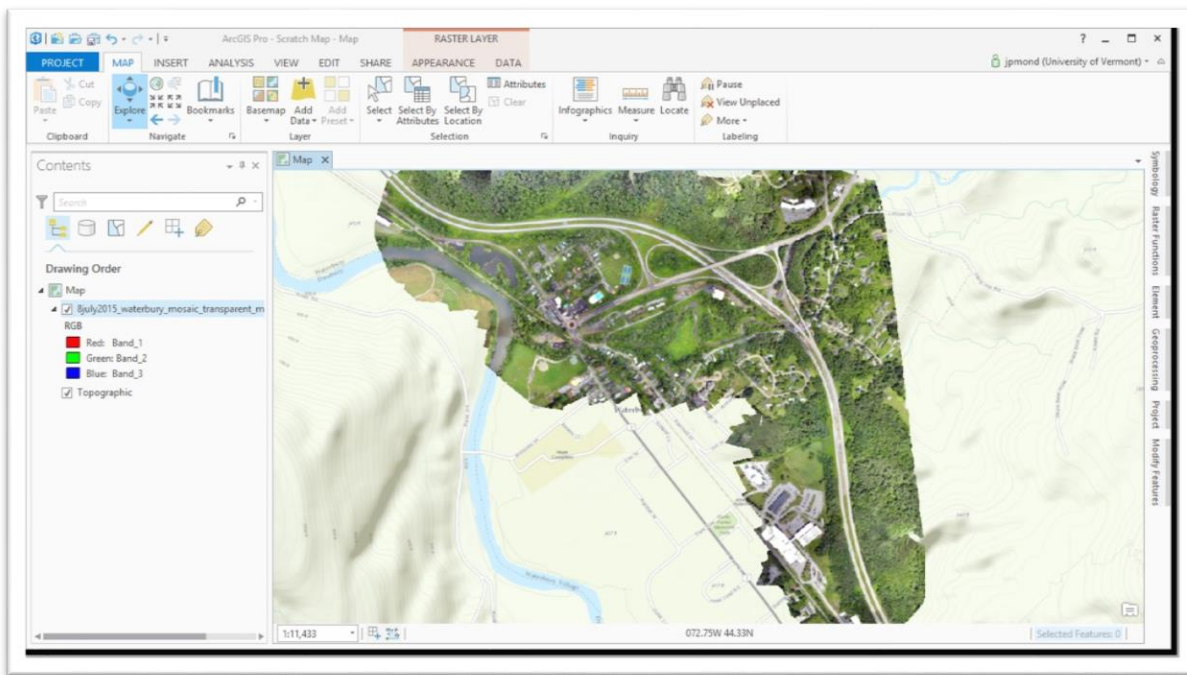 ArcGIS Pro - Scratch Map - Map
RASTER LAYER
?
PROJECT MAP INSERT ANALYSIS VIEW EDIT SHARE APPEARANCE DATA
jpmond (University of Vermont)
Paste
Cut
Copy
Clipboard
Explore
Bookmarks
Navigate
Basemap
Add Data
Add Preset
Layer
Select
Select By Attributes
Select By Location
Attributes
Clear
Selection
Infographics
Measure
Locate
Inquiry
Pause
View Unplaced
More
Labeling
Contents
Search
Drawing Order
Map
8july2015_waterbury_mosaic_transparent_m
RGB
Red: Band_1
Green: Band_2
Blue: Band_3
Topographic
Map
1:11,433
072.75W 44.33N
Selected Features: 0
Symbology
Raster Functions
Element
Geoprocessing
Project
Modify Features